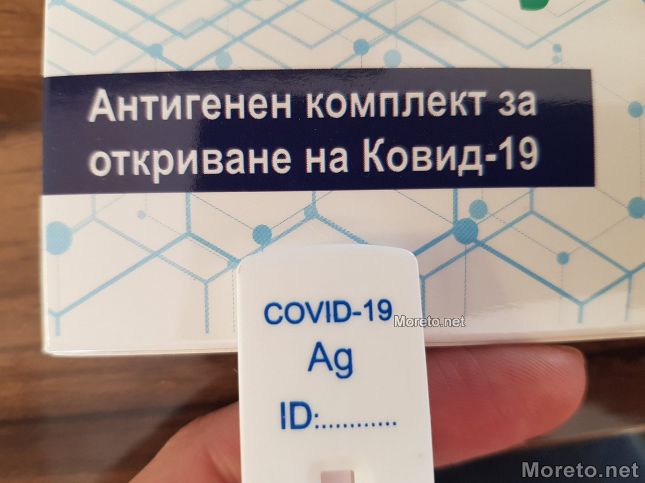 Антигенен комплект за
откриване на Ковид-19
COVID-19
Moreto.net
Ag
ID:............
Moreto.net